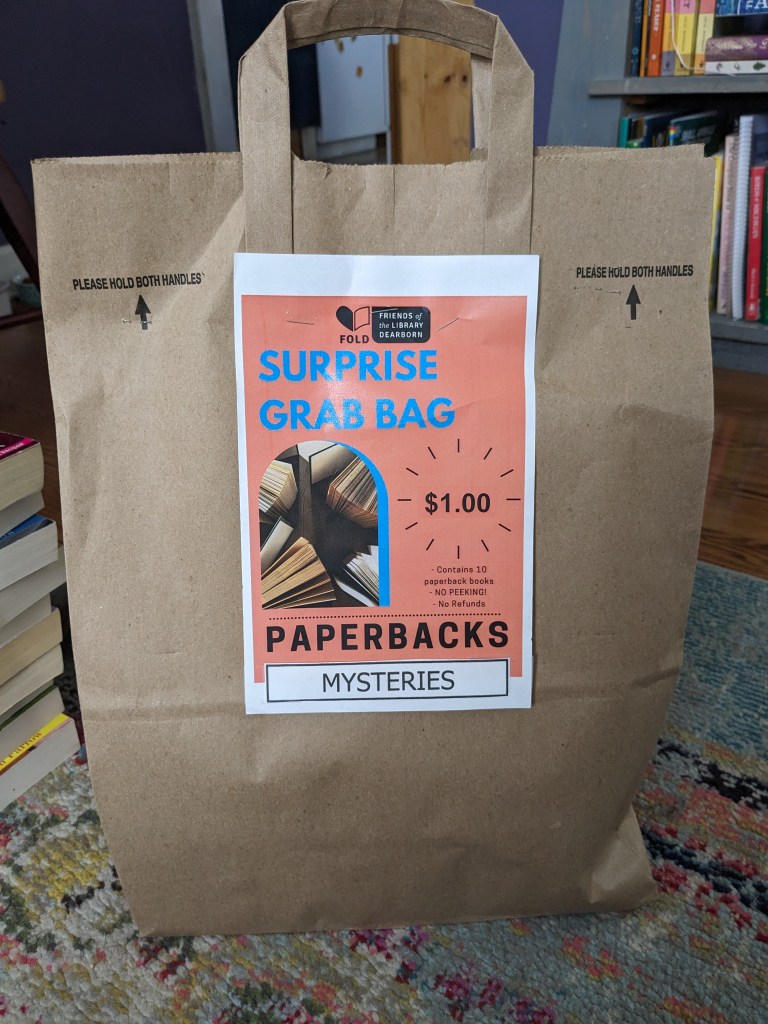 PLEASE HOLD BOTH HANDLES
PLEASE HOLD BOTH HANDLES
FOLD
FRIENDS of
the LIBRARY
DEARBORN
SURPRISE
GRAB BAG
$1.00
- Contains 10
paperback books
- NO PEEKING!
- No Refunds
PAPERBACKS
MYSTERIES